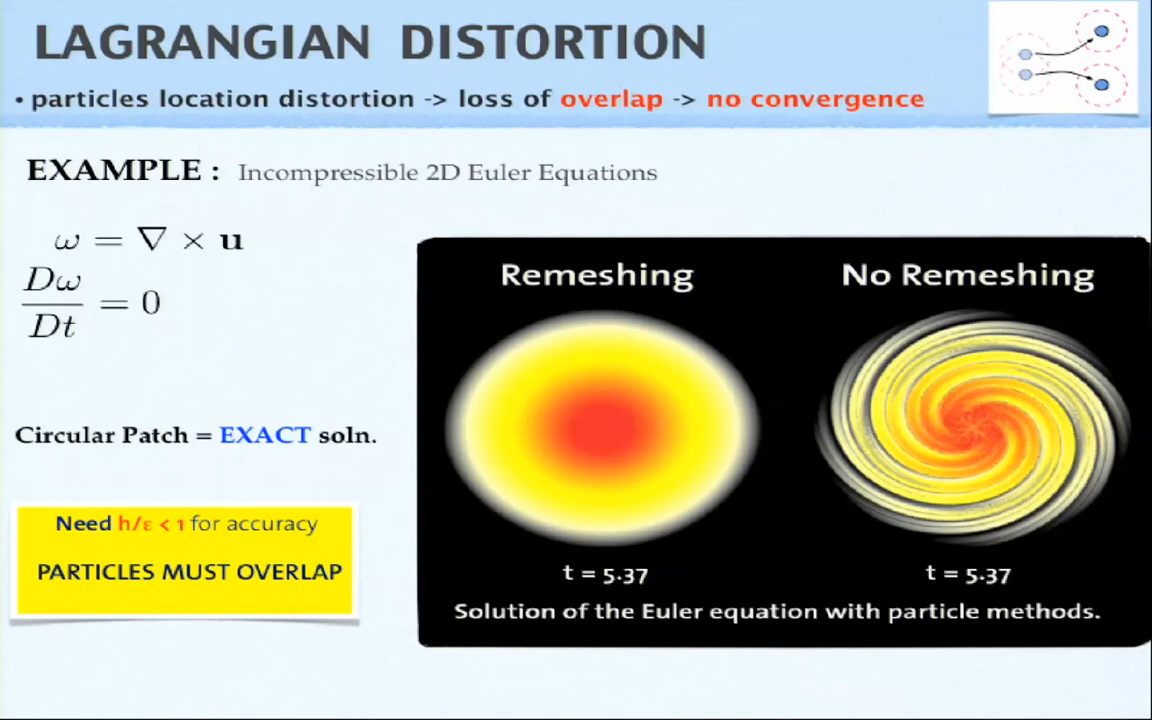 LAGRANGIAN DISTORTION
• particles location distortion -> loss of overlap -> no convergence
EXAMPLE : Incompressible 2D Euler Equations
ω = ∇ × u
Dω/Dt = 0
Circular Patch = EXACT soln.
Need h/ε < 1 for accuracy
PARTICLES MUST OVERLAP
Remeshing
No Remeshing
t = 5.37
t = 5.37
Solution of the Euler equation with particle methods.